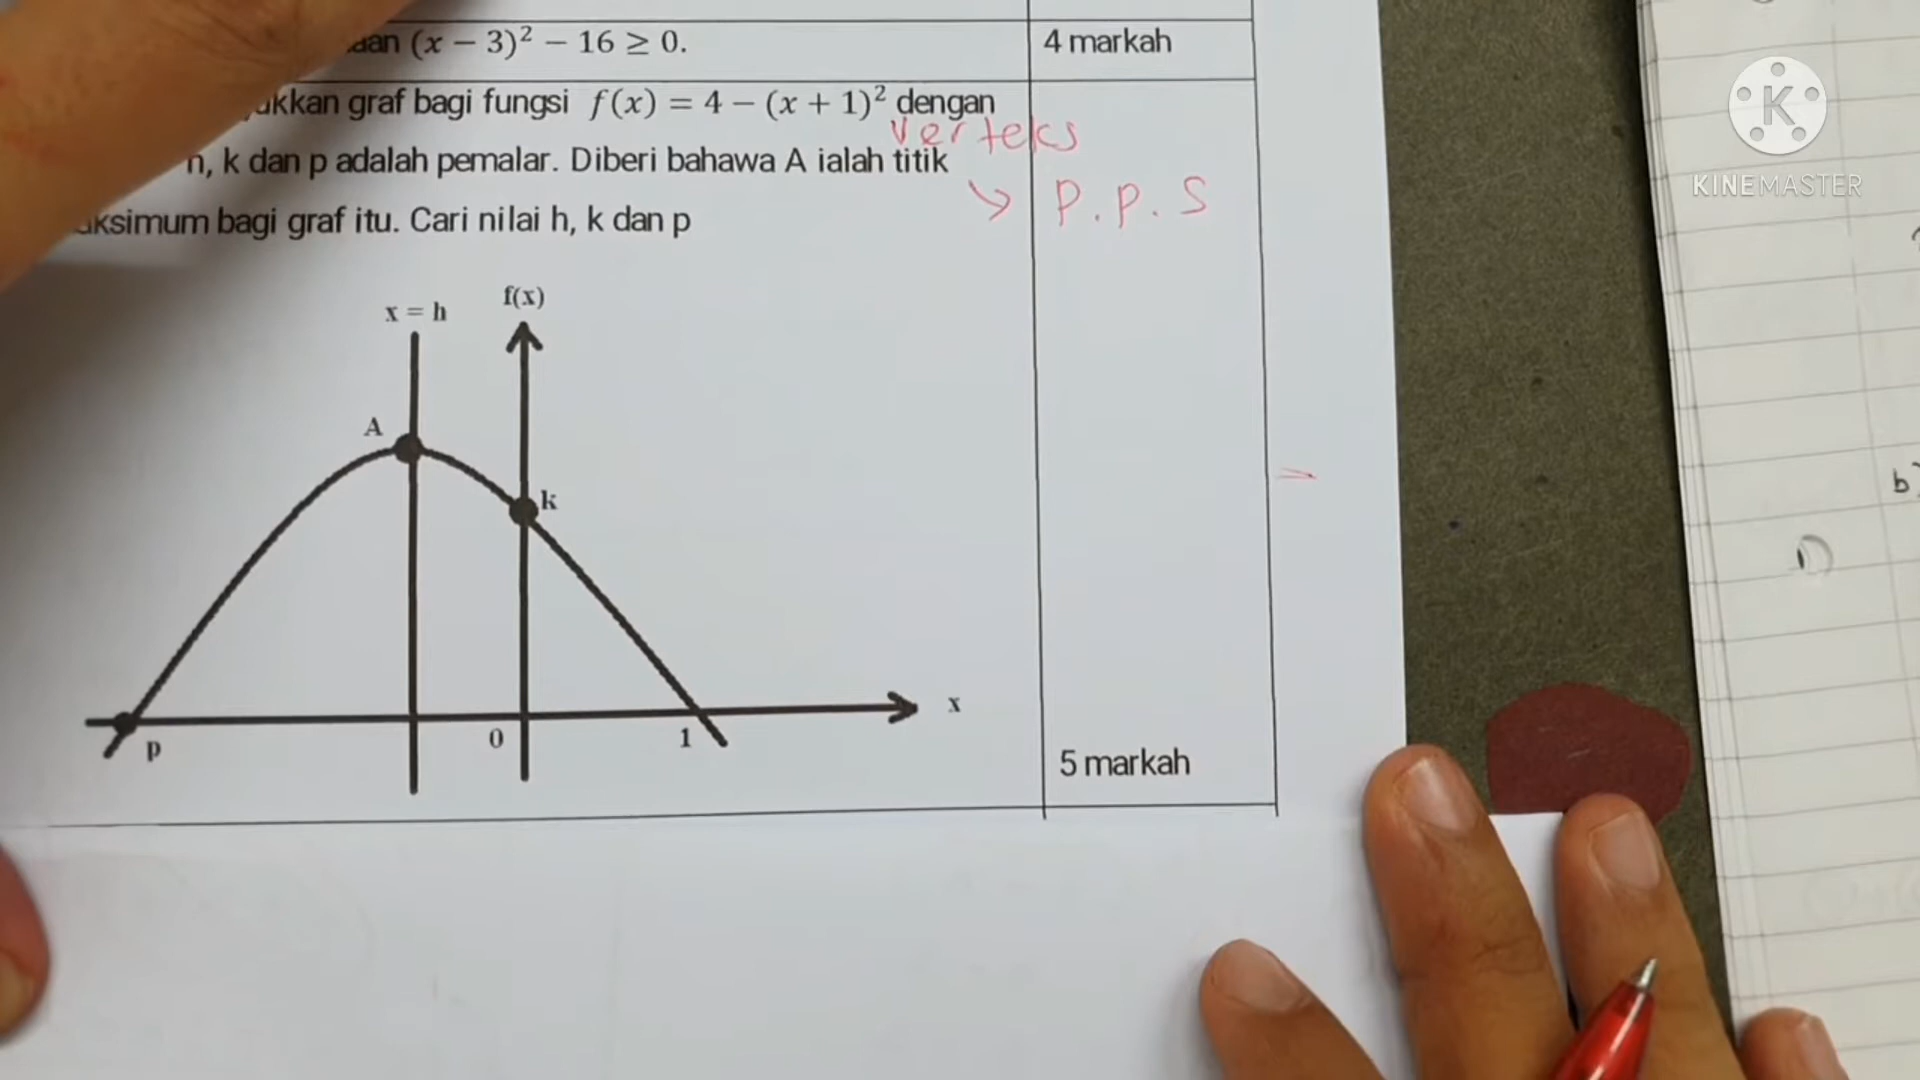 (x − 3)² − 16 ≥ 0.
4 markah
graf bagi fungsi f(x) = 4 − (x + 1)² dengan
verteks
k dan p adalah pemalar. Diberi bahawa A ialah titik
P.P.S
bagi graf itu. Cari nilai h, k dan p
x = h
f(x)
A
k
x
p
0
1
5 markah
b)
K
KINEMASTER